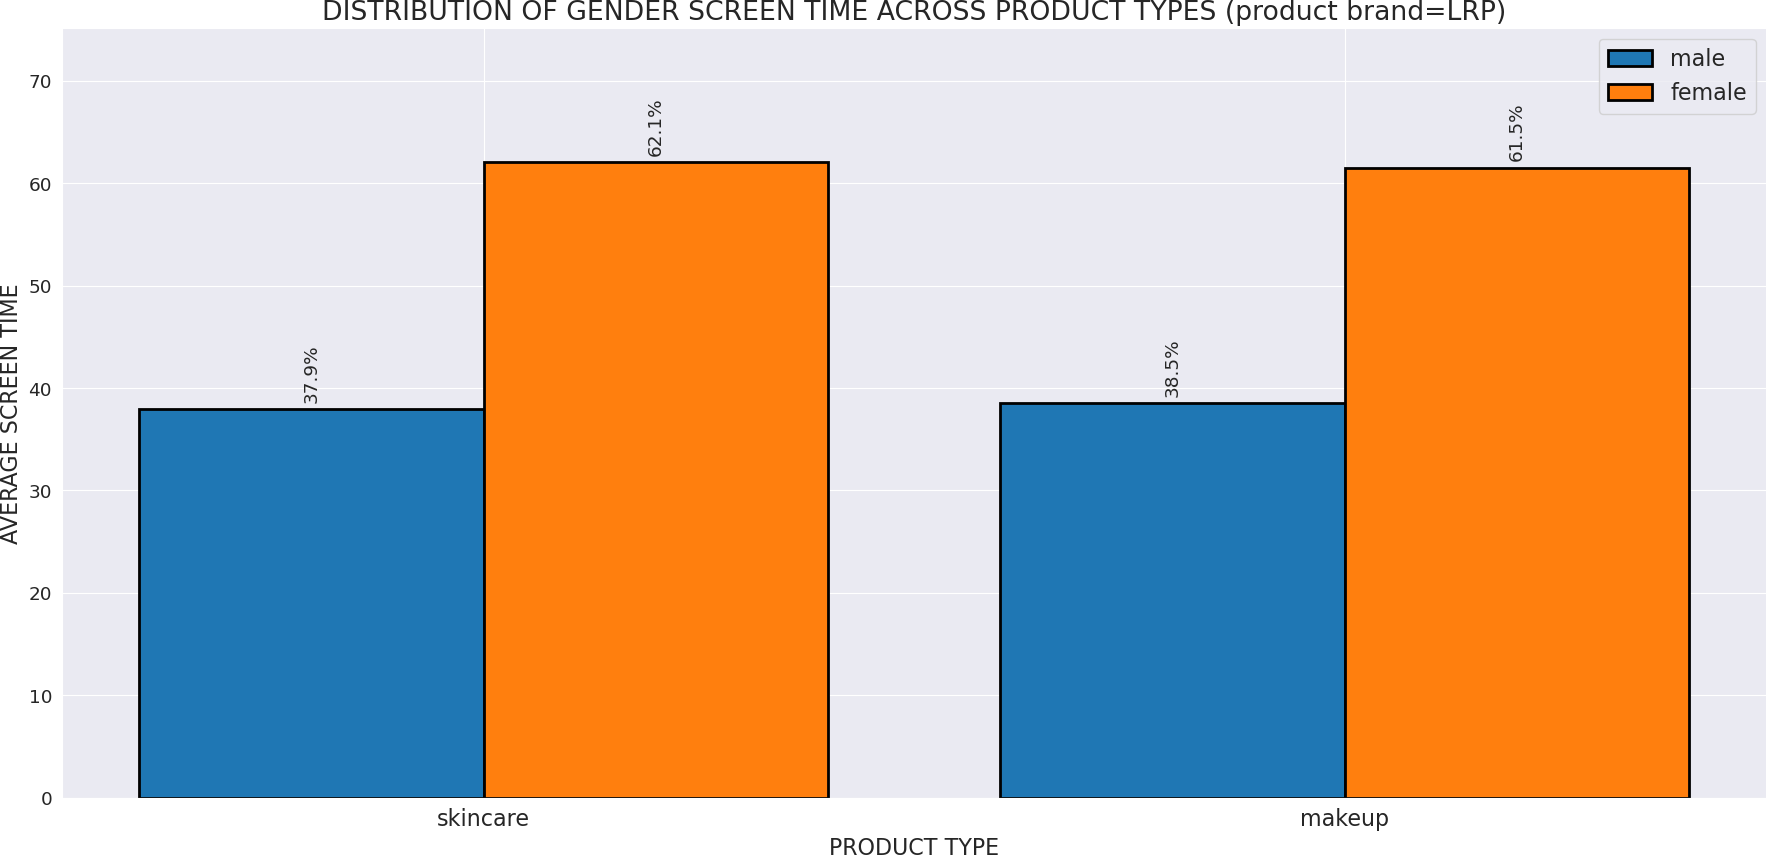 DISTRIBUTION OF GENDER SCREEN TIME ACROSS PRODUCT TYPES (product brand=LRP)
male
female
70
60
50
40
30
20
10
0
AVERAGE SCREEN TIME
37.9%
62.1%
38.5%
61.5%
skincare
makeup
PRODUCT TYPE